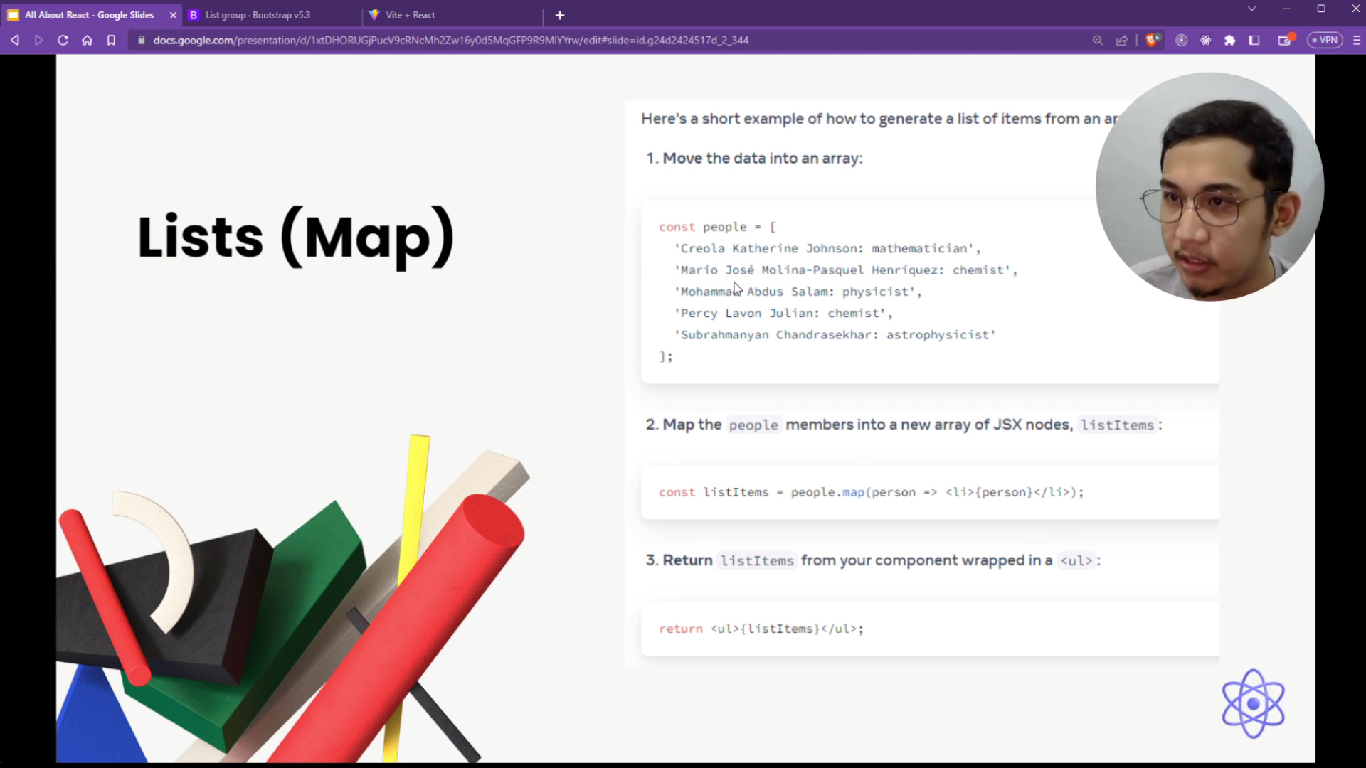 All About React - Google Slides
List group · Bootstrap v5.3
Vite + React
docs.google.com/presentation/d/1xtDHORUGjPucV9cRNcMh2Zw16y0d5MqGFP9R9MlYYrw/edit#slide=id.g24d2424517d_2_344
VPN
Lists (Map)
Here's a short example of how to generate a list of items from an
1. Move the data into an array:
const people = [
'Creola Katherine Johnson: mathematician',
'Mario José Molina-Pasquel Henríquez: chemist',
'Mohammad Abdus Salam: physicist',
'Percy Lavon Julian: chemist',
'Subrahmanyan Chandrasekhar: astrophysicist'
];
2. Map the people members into a new array of JSX nodes, listItems:
const listItems = people.map(person => <li>{person}</li>);
3. Return listItems from your component wrapped in a <ul>:
return <ul>{listItems}</ul>;